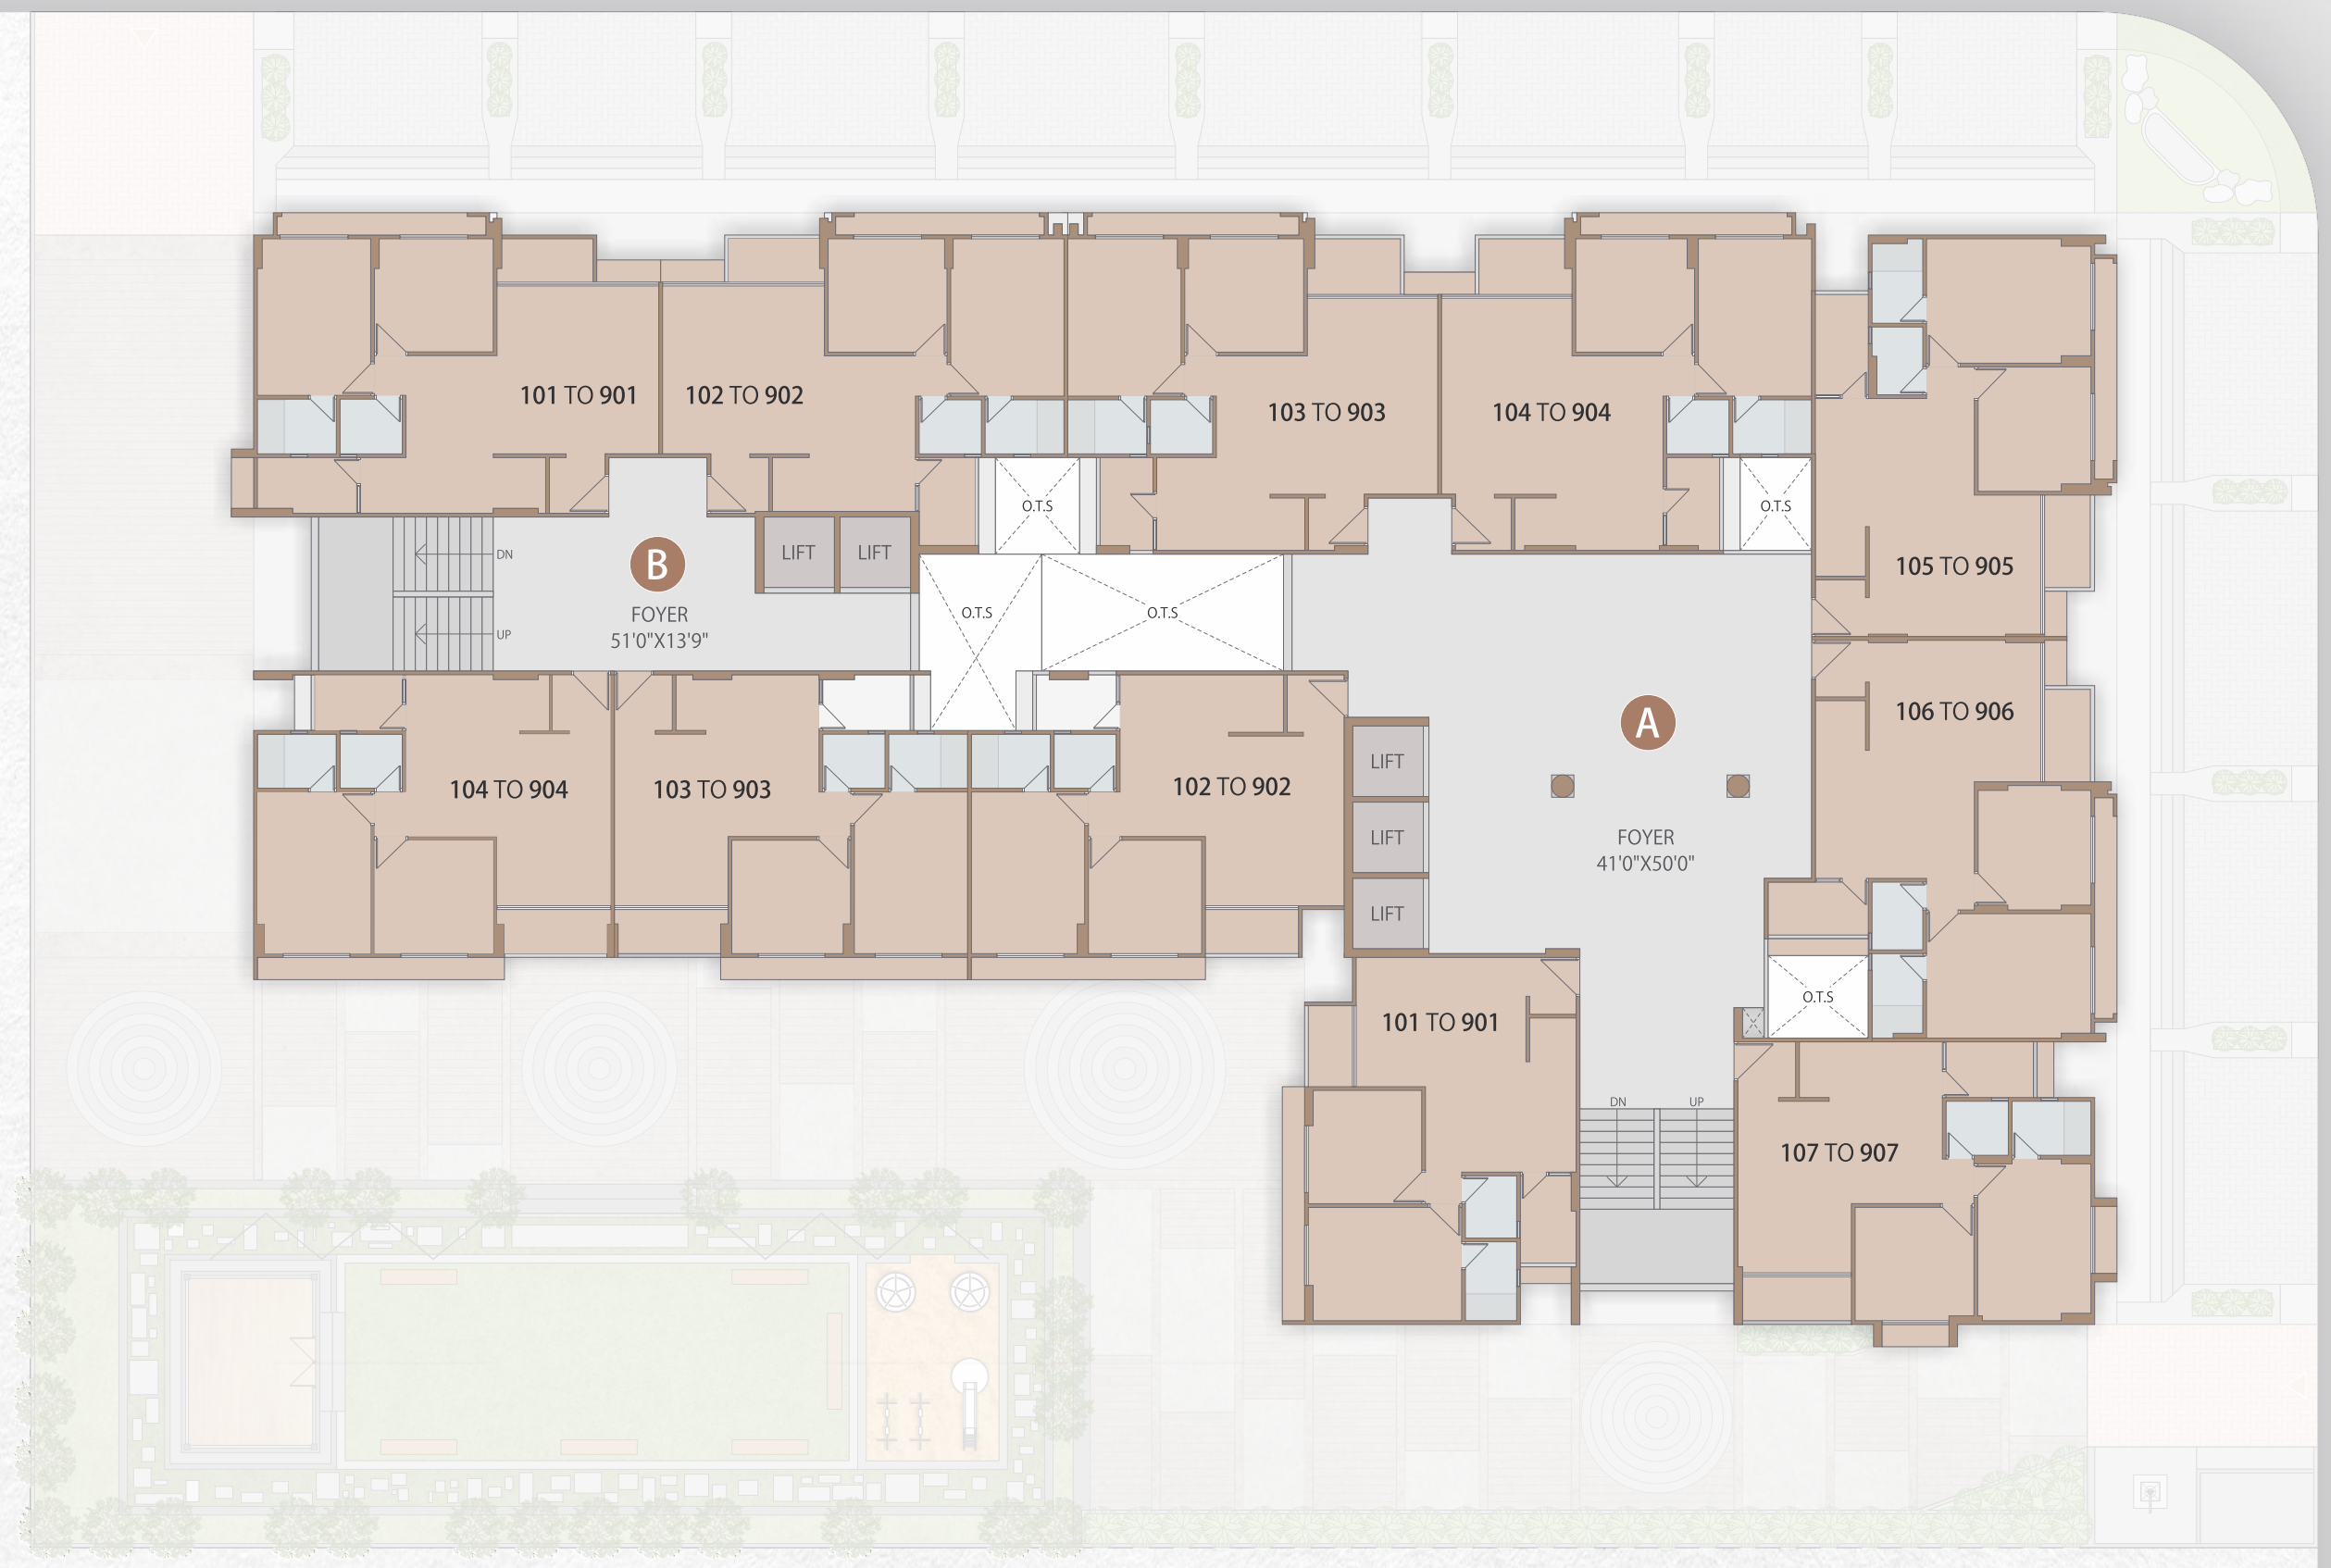 101 TO 901
102 TO 902
103 TO 903
104 TO 904
O.T.S
O.T.S
DN
LIFT
LIFT
B
105 TO 905
FOYER
51'0"X13'9"
UP
O.T.S
O.T.S
106 TO 906
A
LIFT
104 TO 904
103 TO 903
102 TO 902
LIFT
FOYER
41'0"X50'0"
LIFT
O.T.S
101 TO 901
DN
UP
107 TO 907